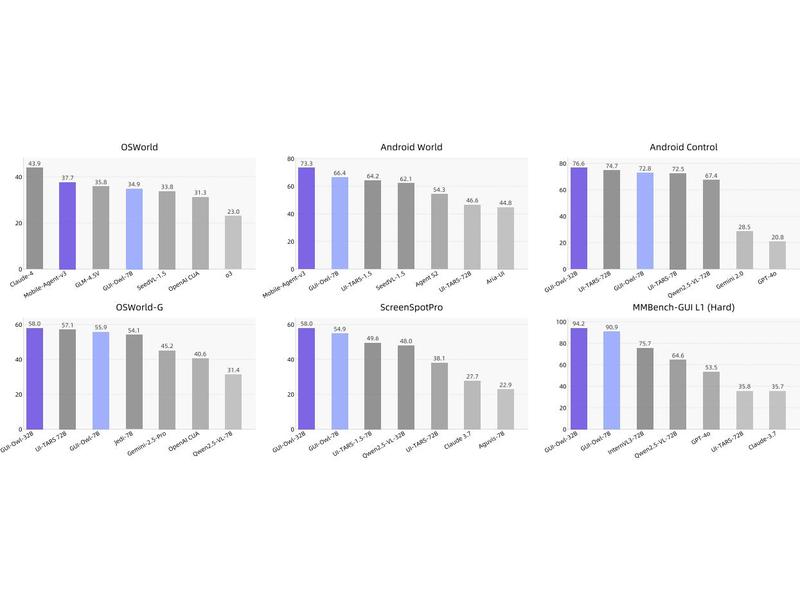 OSWorld
43.9
37.7
35.8
34.9
33.8
31.3
23.0
40
20
0
Claude-4
Mobile-Agent-v3
GLM-4.5V
GUI-Owl-7B
SeedVL-1.5
OpenAI CUA
o3
Android World
80
73.3
66.4
64.2
62.1
54.3
46.6
44.8
60
40
20
0
Mobile-Agent-v3
GUI-Owl-7B
UI-TARS-1.5
SeedVL-1.5
Agent S2
UI-TARS-72B
Aria-UI
Android Control
80
76.6
74.7
72.8
72.5
67.4
28.5
20.8
60
40
20
0
GUI-Owl-32B
UI-TARS-72B
GUI-Owl-7B
UI-TARS-7B
Qwen2.5-VL-72B
Gemini 2.0
GPT-4o
OSWorld-G
60
58.0
57.1
55.9
54.1
45.2
40.6
31.4
40
20
0
GUI-Owl-32B
UI-TARS 72B
GUI-Owl-7B
Jedi-7B
Gemini-2.5-Pro
OpenAI CUA
Qwen2.5-VL-7B
ScreenSpotPro
60
58.0
54.9
49.6
48.0
38.1
27.7
22.9
40
20
0
GUI-Owl-32B
GUI-Owl-7B
UI-TARS-1.5-7B
Qwen2.5-VL-32B
UI-TARS-72B
Claude 3.7
Aguvis-7B
MMBench-GUI L1 (Hard)
100
94.2
90.9
75.7
64.6
53.5
35.8
35.7
80
60
40
20
0
GUI-Owl-32B
GUI-Owl-7B
InternVL3-72B
Qwen2.5-VL-72B
GPT-4o
UI-TARS-72B
Claude-3.7